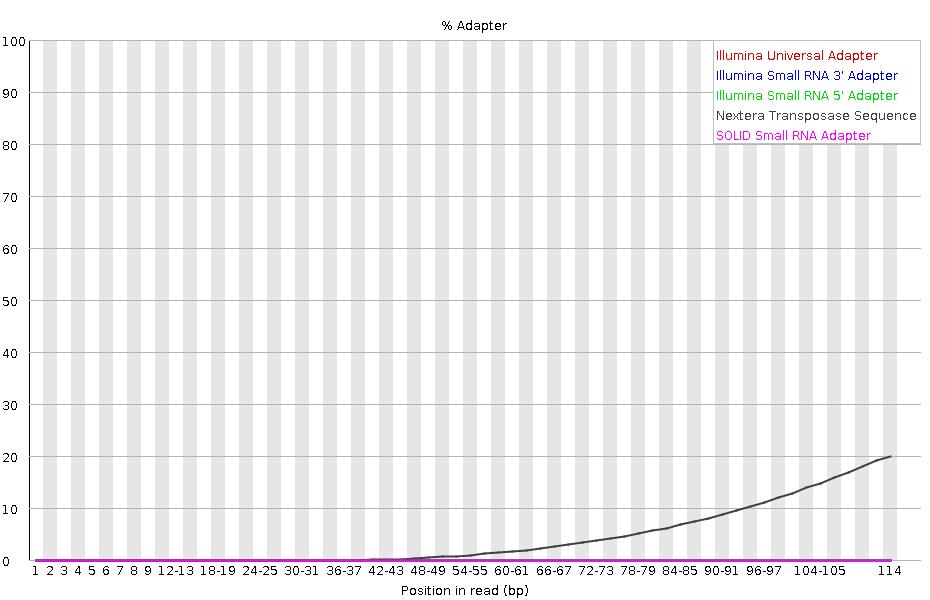 % Adapter
100
90
80
70
60
50
40
30
20
10
0
Illumina Universal Adapter
Illumina Small RNA 3' Adapter
Illumina Small RNA 5' Adapter
Nextera Transposase Sequence
SOLID Small RNA Adapter
1 2 3 4 5 6 7 8 9 12-13 18-19 24-25 30-31 36-37 42-43 48-49 54-55 60-61 66-67 72-73 78-79 84-85 90-91 96-97 104-105 114
Position in read (bp)